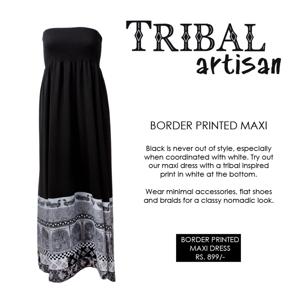 TRIBAL
artisan
BORDER PRINTED MAXI
Black is never out of style, especially
when coordinated with white. Try out
our maxi dress with a tribal inspired
print in white at the bottom.
Wear minimal accessories, flat shoes
and braids for a classy nomadic look.
BORDER PRINTED
MAXI DRESS
RS. 899/-